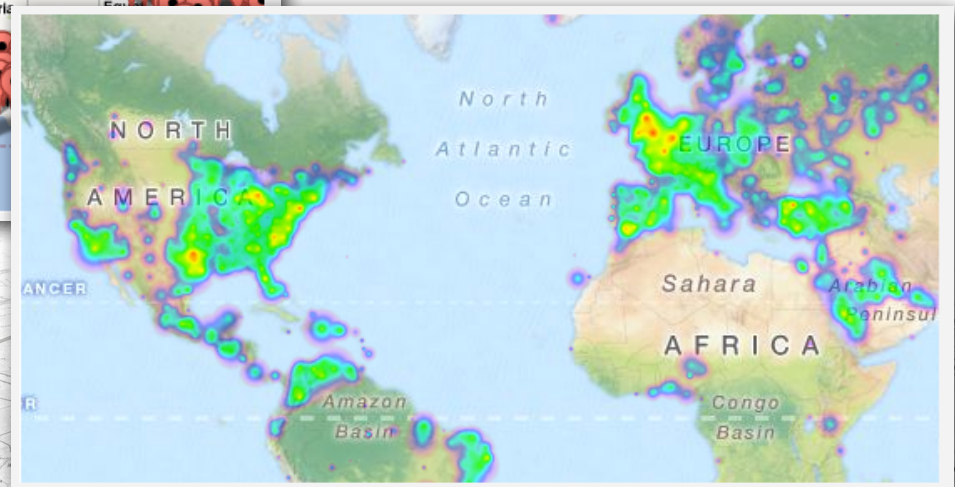 North
NORTH
Atlantic
EUROPE
AMERICA
Ocean
Sahara
ANCER
Arabian
Peninsul
AFRICA
R
Amazon
Congo
Basin
Basin